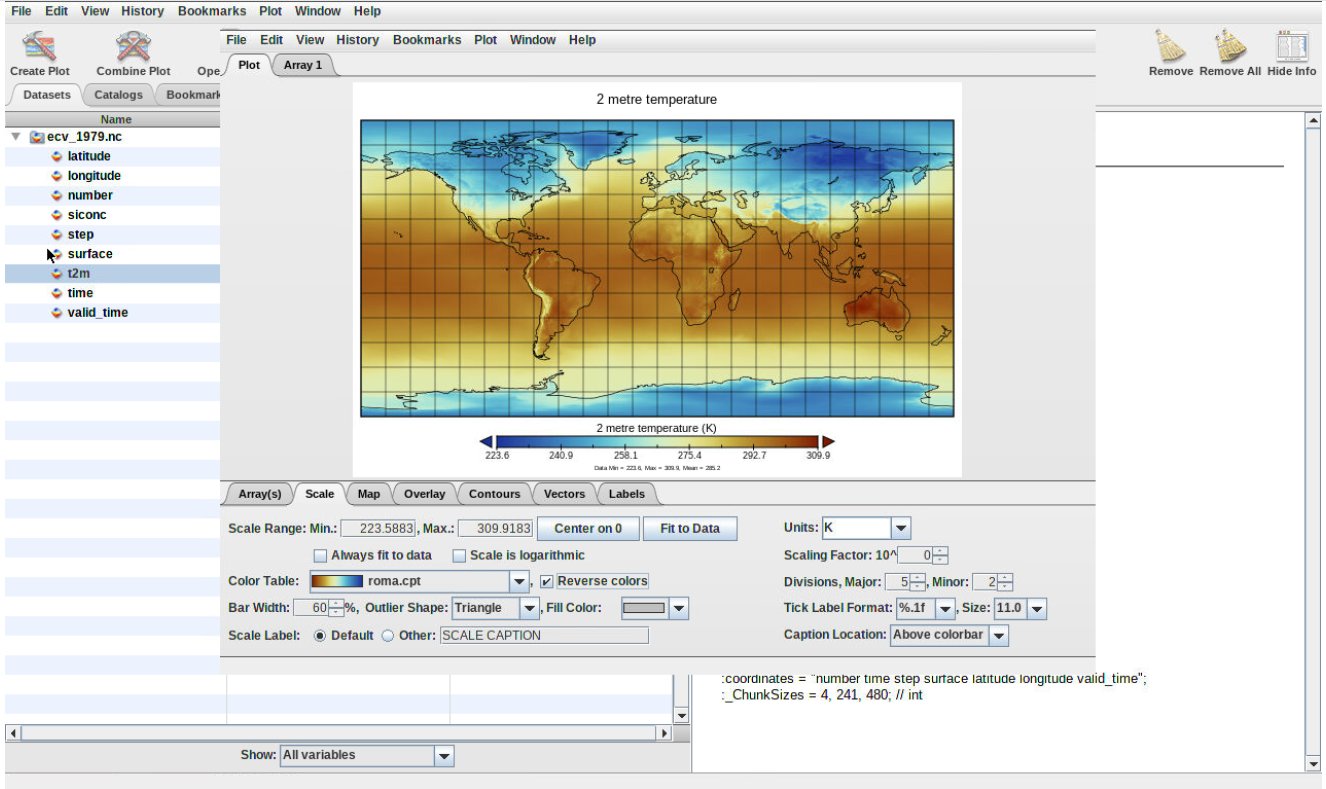 File Edit View History Bookmarks Plot Window Help
Create Plot Combine Plot Ope
Remove Remove All Hide Info
Datasets Catalogs Bookmark
Name
ecv_1979.nc
latitude
longitude
number
siconc
step
surface
t2m
time
valid_time
File Edit View History Bookmarks Plot Window Help
Plot Array 1
2 metre temperature
2 metre temperature (K)
223.6 240.9 258.1 275.4 292.7 309.9
Data Min = 223.6, Max = 309.9, Mean = 285.2
Array(s) Scale Map Overlay Contours Vectors Labels
Scale Range: Min.: 223.5883, Max.: 309.9183 Center on 0 Fit to Data
Always fit to data Scale is logarithmic
Color Table: roma.cpt, Reverse colors
Bar Width: 60%, Outlier Shape: Triangle, Fill Color:
Scale Label: Default Other: SCALE CAPTION
Units: K
Scaling Factor: 10^ 0
Divisions, Major: 5, Minor: 2
Tick Label Format: %.1f, Size: 11.0
Caption Location: Above colorbar
:coordinates = "number time step surface latitude longitude valid_time";
:_ChunkSizes = 4, 241, 480; // int
Show: All variables